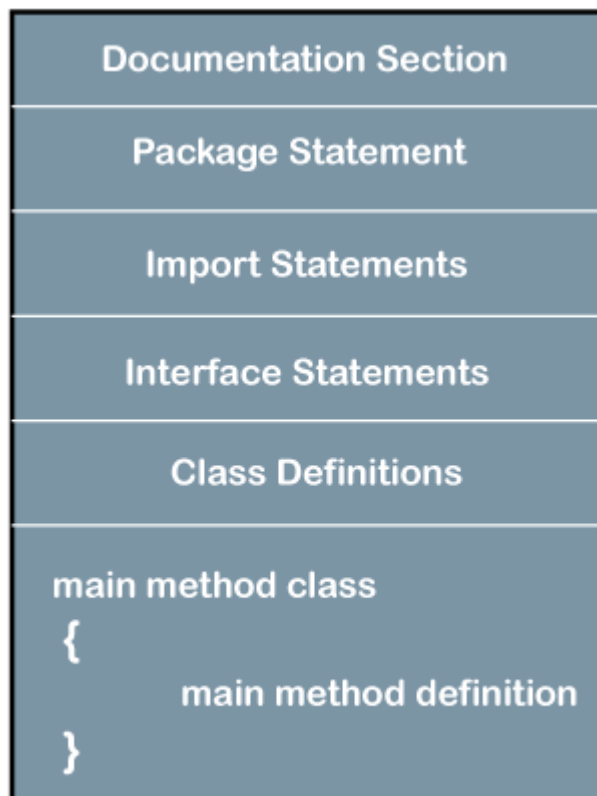 Documentation Section
Package Statement
Import Statements
Interface Statements
Class Definitions
main method class
{
main method definition
}